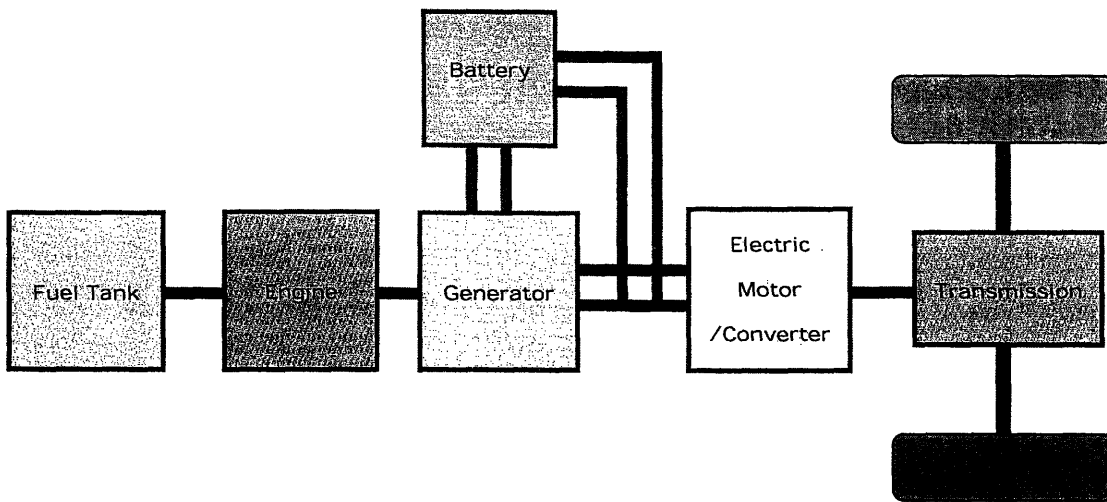 Battery
Fuel Tank
Engine
Generator
Electric
Motor
/Converter
Transmission